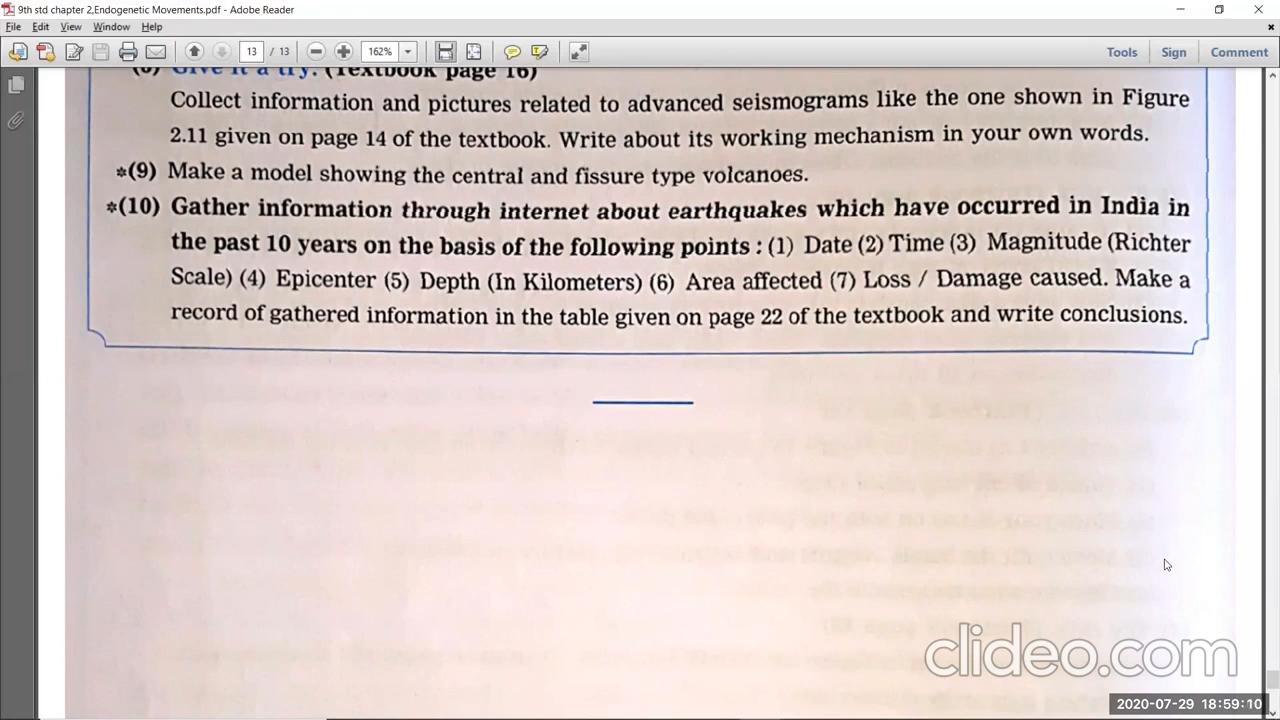 9th std chapter 2,Endogenetic Movements.pdf - Adobe Reader
File Edit View Window Help
13 / 13 162% Tools Sign Comment
(8) Give it a try. (Textbook page 16)
Collect information and pictures related to advanced seismograms like the one shown in Figure
2.11 given on page 14 of the textbook. Write about its working mechanism in your own words.
*(9) Make a model showing the central and fissure type volcanoes.
*(10) Gather information through internet about earthquakes which have occurred in India in
the past 10 years on the basis of the following points : (1) Date (2) Time (3) Magnitude (Richter
Scale) (4) Epicenter (5) Depth (In Kilometers) (6) Area affected (7) Loss / Damage caused. Make a
record of gathered information in the table given on page 22 of the textbook and write conclusions.
clideo.com
2020-07-29 18:59:10